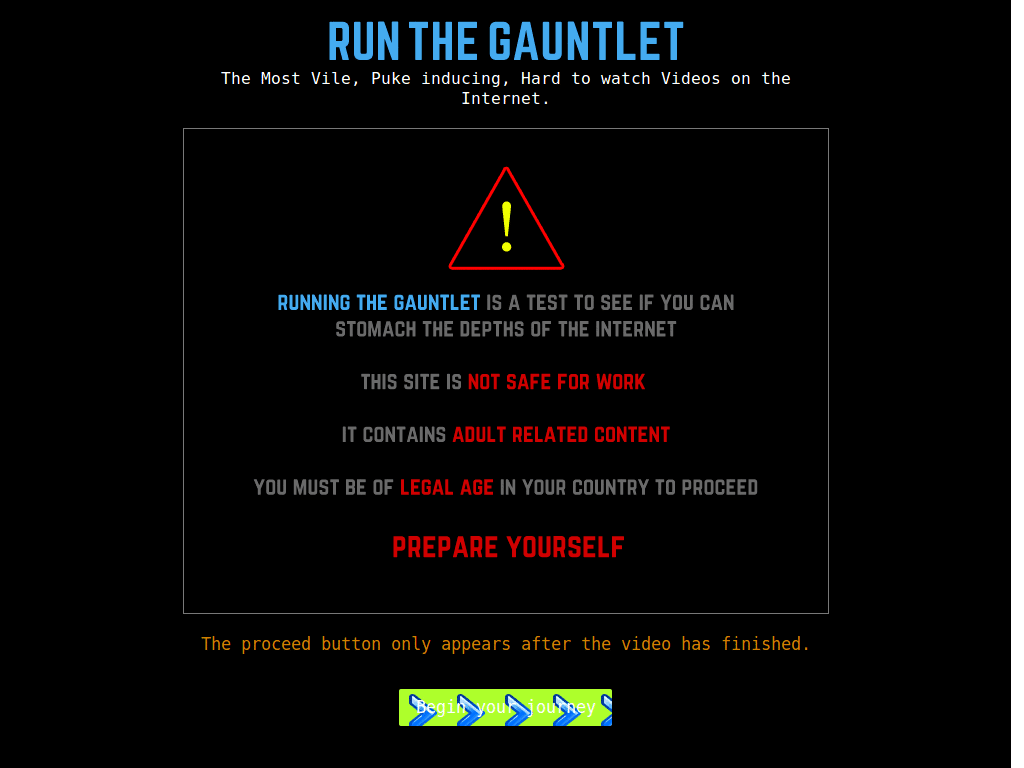 RUN THE GAUNTLET
The Most Vile, Puke inducing, Hard to watch Videos on the
Internet.
!
RUNNING THE GAUNTLET IS A TEST TO SEE IF YOU CAN
STOMACH THE DEPTHS OF THE INTERNET
THIS SITE IS NOT SAFE FOR WORK
IT CONTAINS ADULT RELATED CONTENT
YOU MUST BE OF LEGAL AGE IN YOUR COUNTRY TO PROCEED
PREPARE YOURSELF
The proceed button only appears after the video has finished.
Begin your journey